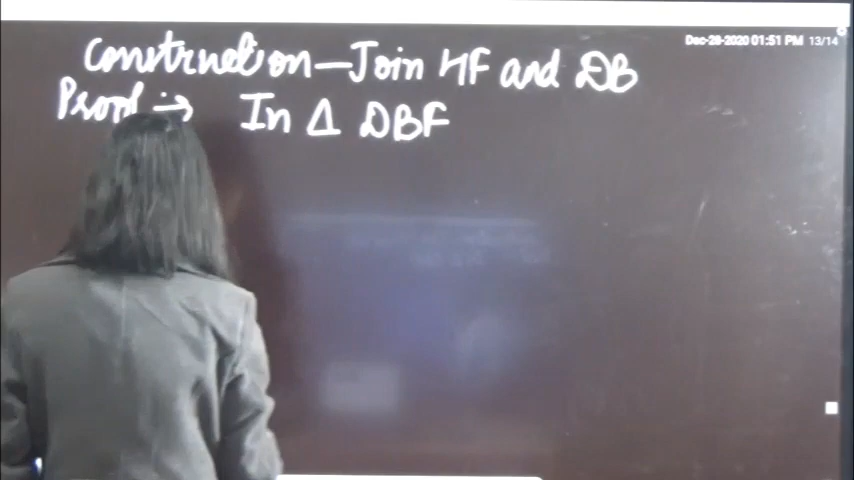 Construction – Join HF and DB
Dec-28-2020 01:51 PM 13/14
Proof → In Δ DBF